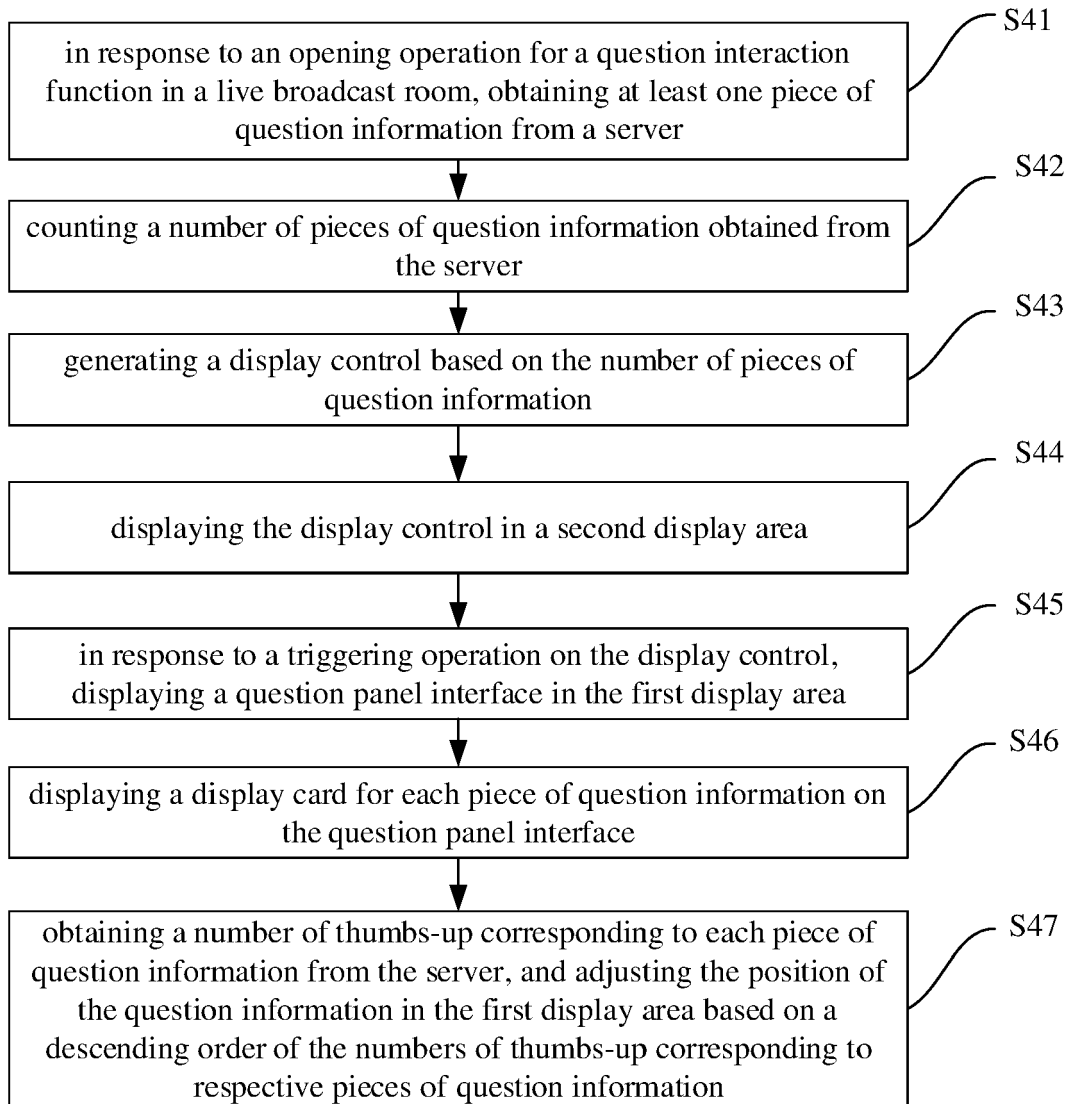 S41
in response to an opening operation for a question interaction
function in a live broadcast room, obtaining at least one piece of
question information from a server
S42
counting a number of pieces of question information obtained from
the server
S43
generating a display control based on the number of pieces of
question information
S44
displaying the display control in a second display area
S45
in response to a triggering operation on the display control,
displaying a question panel interface in the first display area
S46
displaying a display card for each piece of question information on
the question panel interface
S47
obtaining a number of thumbs-up corresponding to each piece of
question information from the server, and adjusting the position of
the question information in the first display area based on a
descending order of the numbers of thumbs-up corresponding to
respective pieces of question information